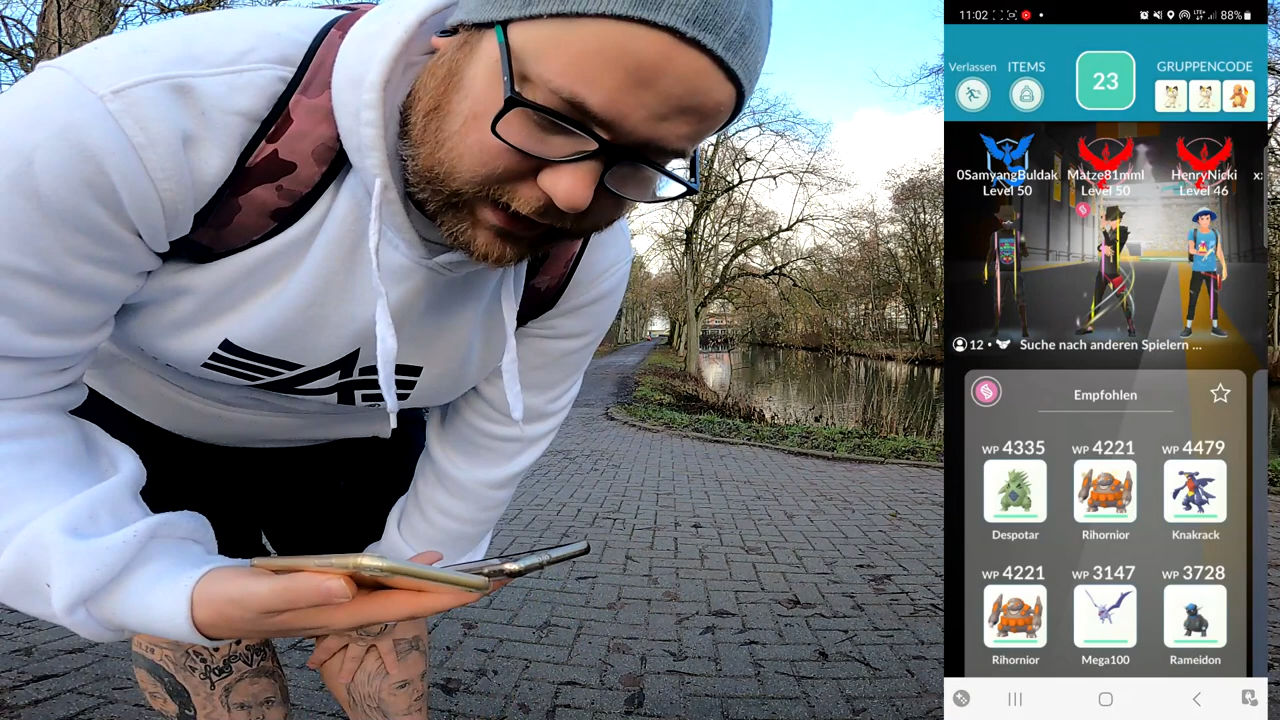 11:02
LTE+
88%
Verlassen
ITEMS
23
GRUPPENCODE
0SamyangBuldak
Level 50
Matze81mml
Level 50
HenryNicki
Level 46
x:
12 • Suche nach anderen Spielern ...
Empfohlen
WP 4335
WP 4221
WP 4479
Despotar
Rihornior
Knakrack
WP 4221
WP 3147
WP 3728
Rihornior
Mega100
Rameidon